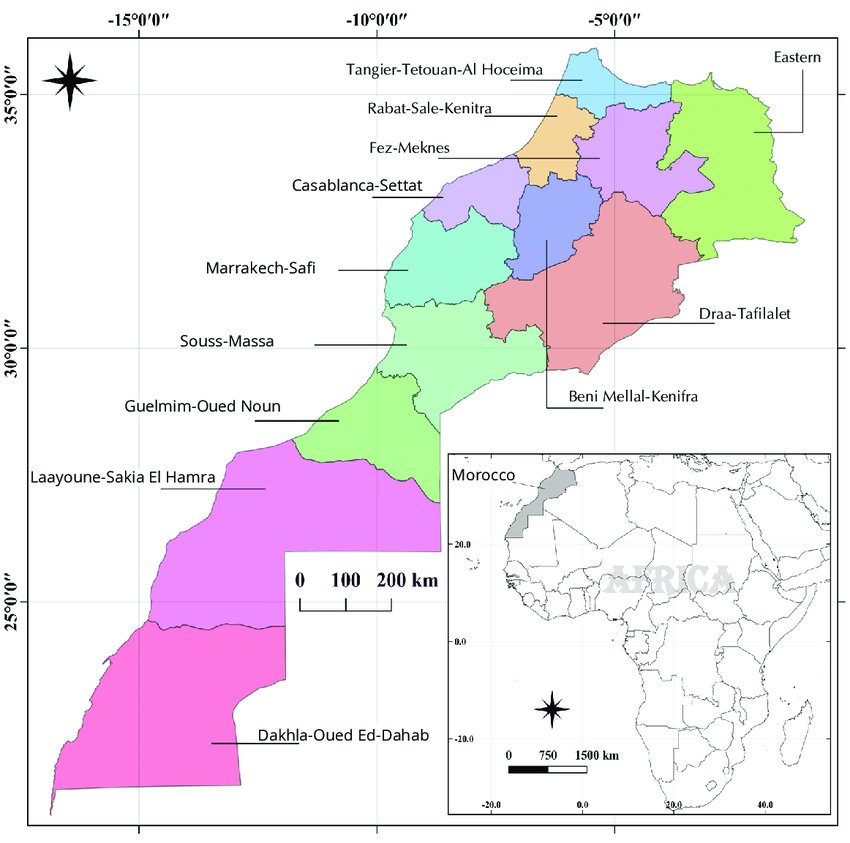 -15°0'0" -10°0'0" -5°0'0"
35°0'0"
30°0'0"
25°0'0"
Eastern
Tangier-Tetouan-Al Hoceima
Rabat-Sale-Kenitra
Fez-Meknes
Casablanca-Settat
Marrakech-Safi
Draa-Tafilalet
Souss-Massa
Beni Mellal-Kenifra
Guelmim-Oued Noun
Laayoune-Sakia El Hamra
0 100 200 km
Dakhla-Oued Ed-Dahab
Morocco
20.0
AFRICA
0.0
-20.0
0 750 1500 km
-20.0 0.0 20.0 40.0